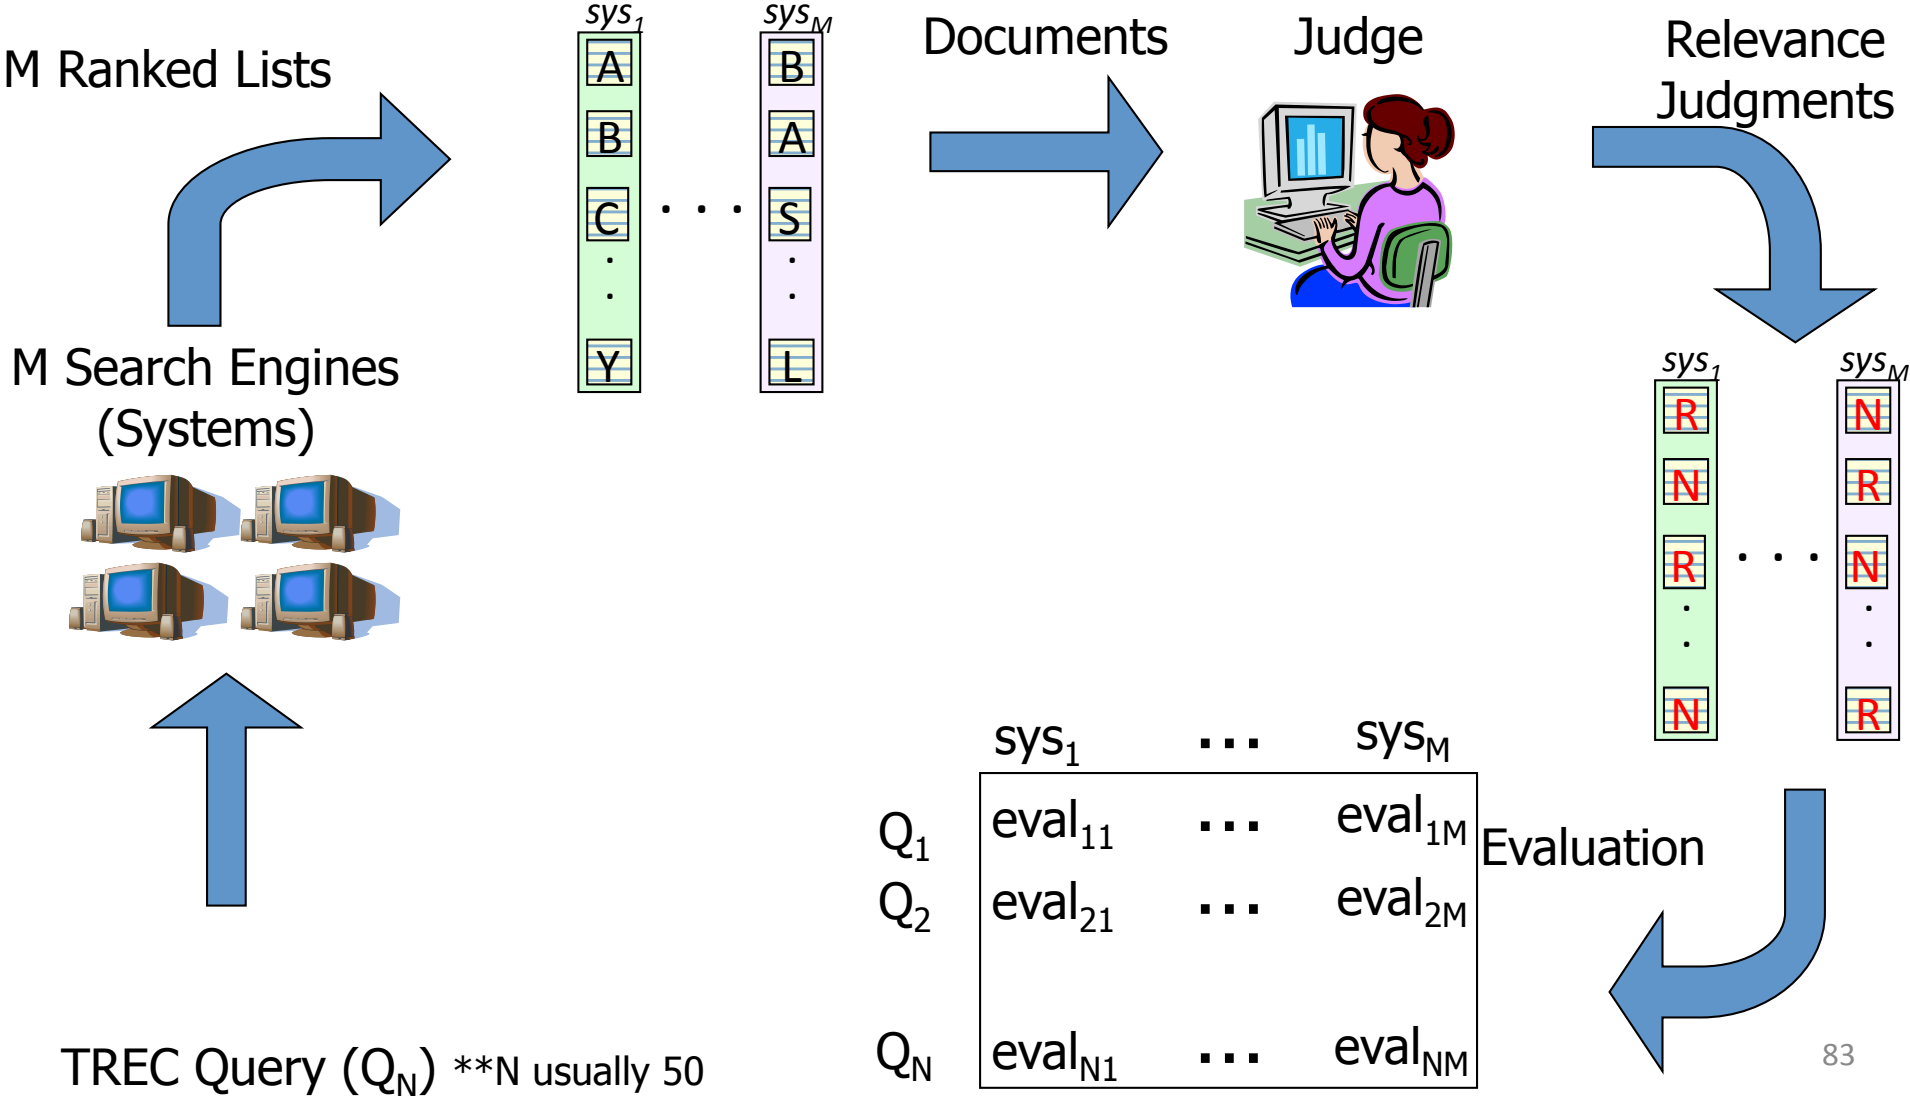 M Ranked Lists
sys1 sysM
A B
B A
C . . . S
. .
. .
Y L
Documents
Judge
Relevance
Judgments
M Search Engines
(Systems)
sys1 sysM
R N
N R
R . . . N
. .
. .
N R
sys1 ... sysM
Q1 eval11 ... eval1M
Evaluation
Q2 eval21 ... eval2M
QN evalN1 ... evalNM
TREC Query (QN) **N usually 50
83